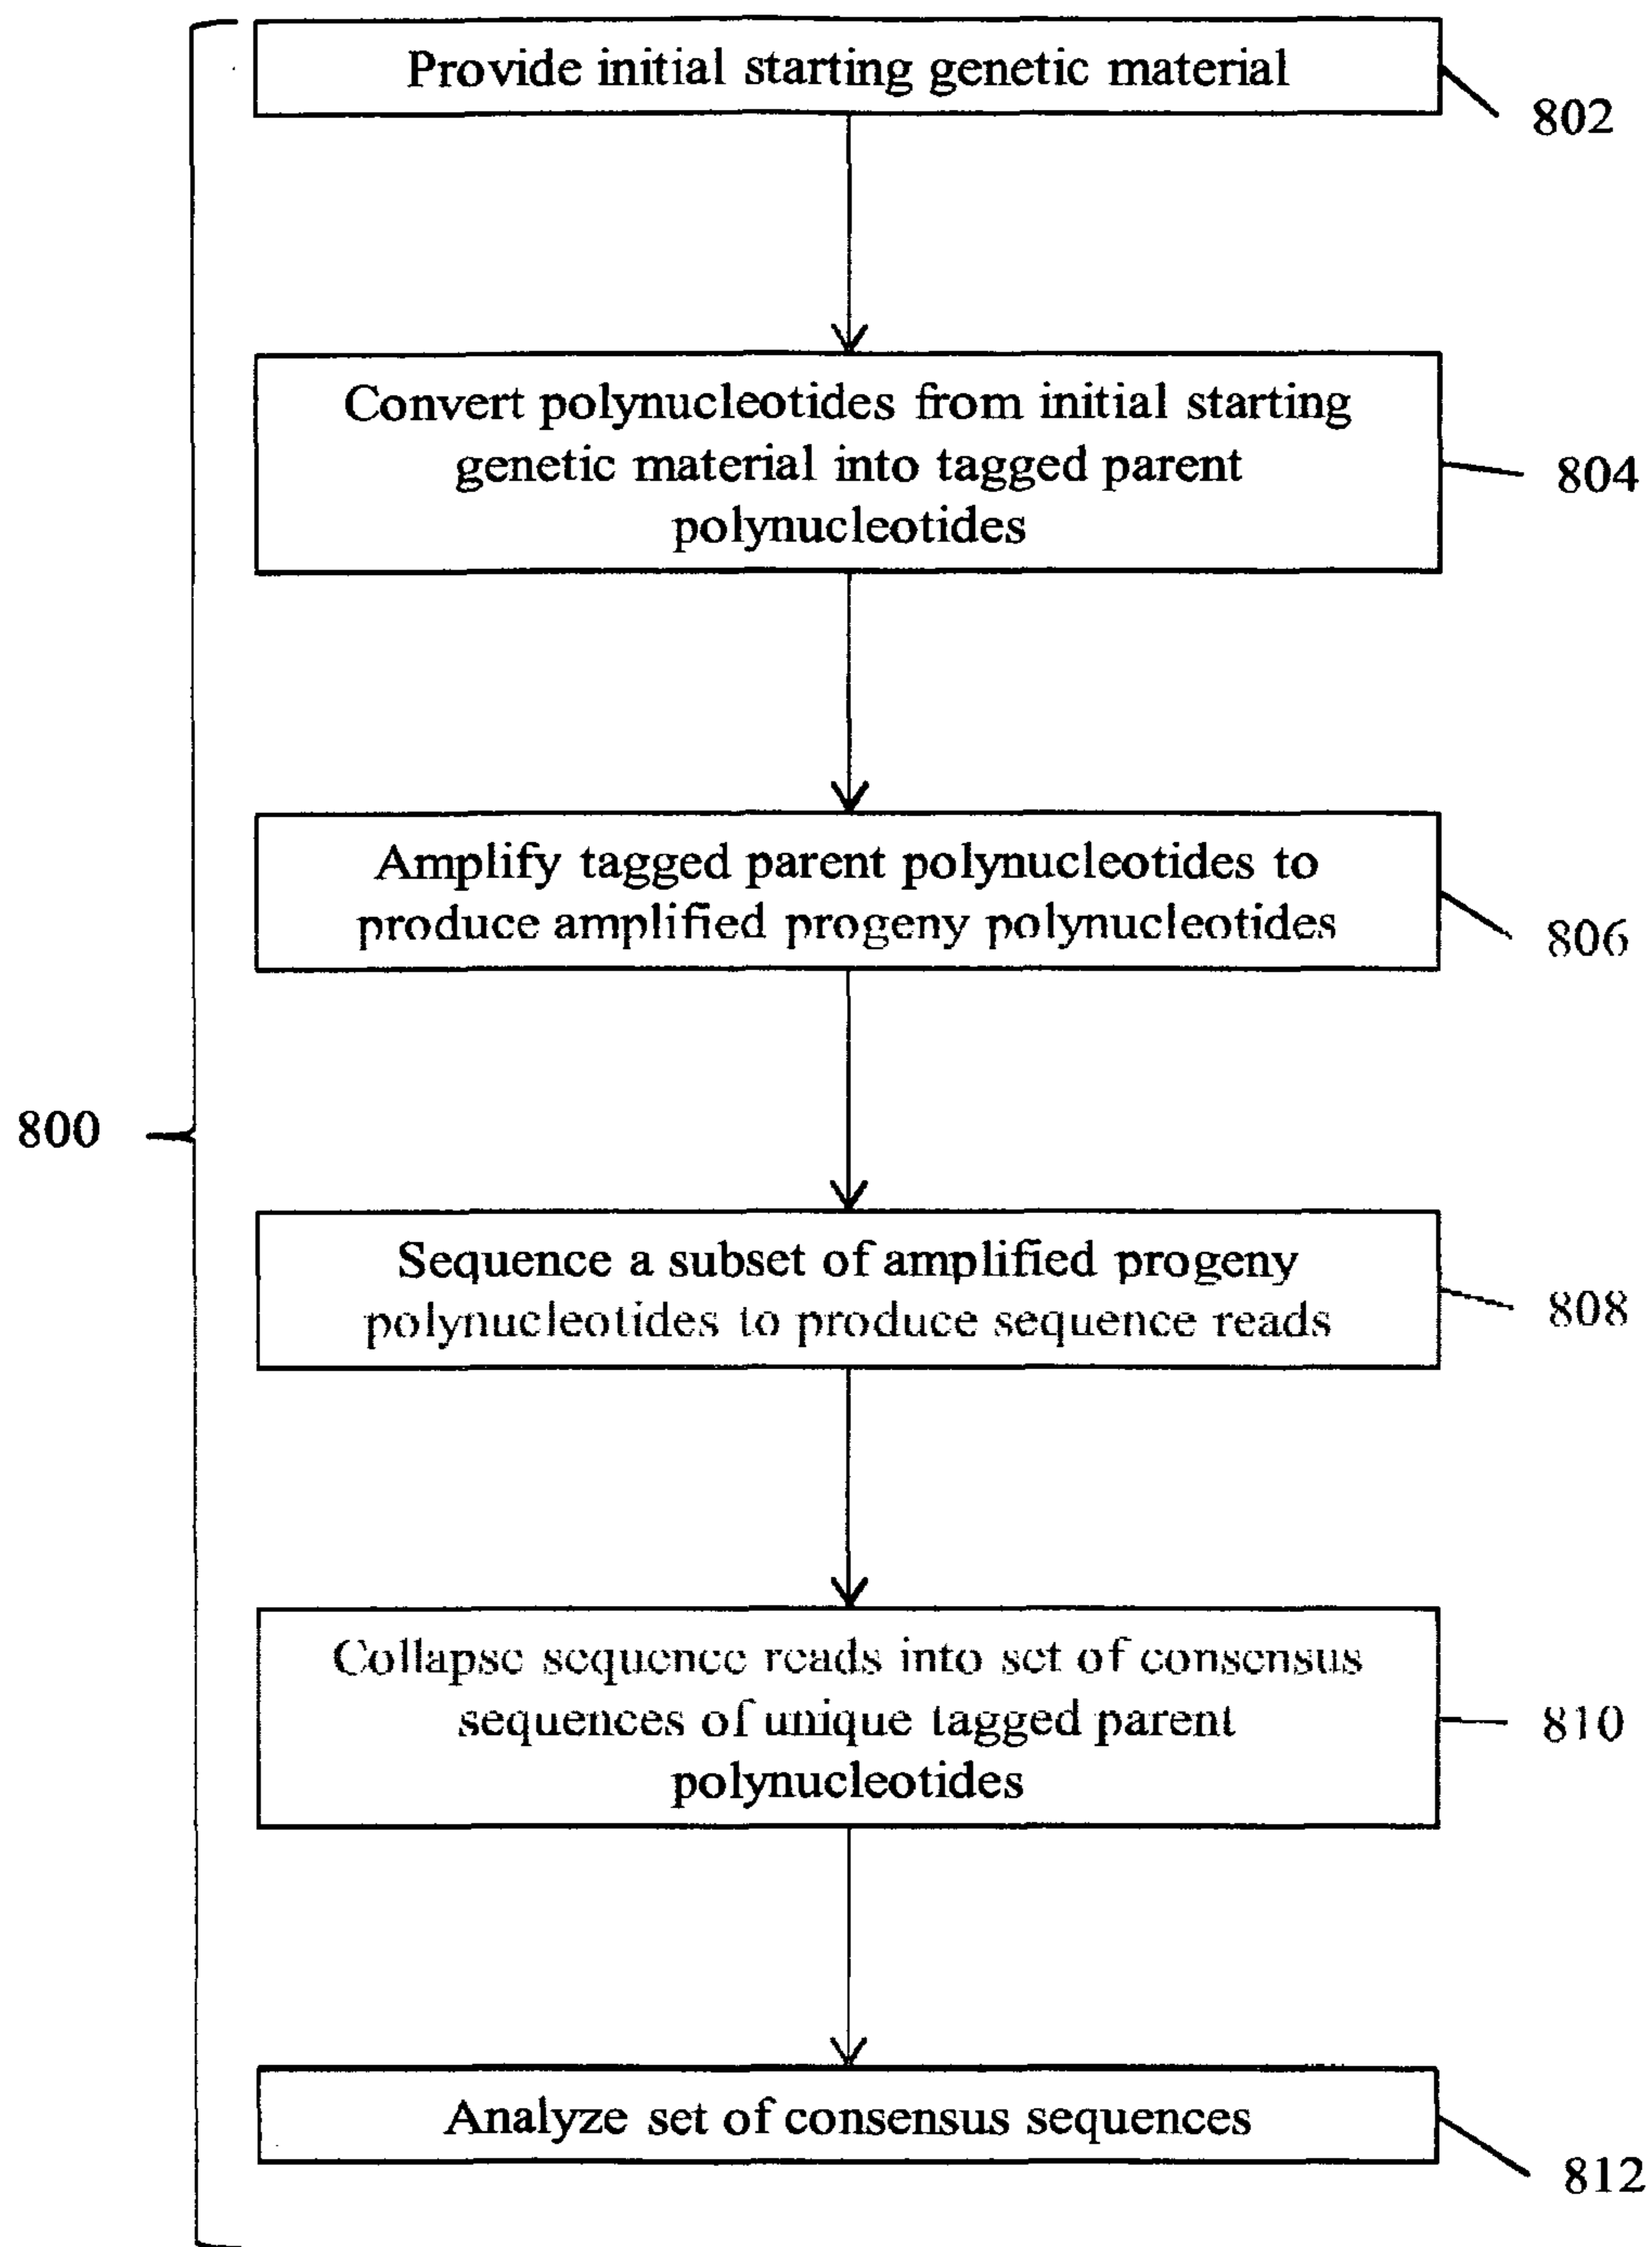 Provide initial starting genetic material
802
Convert polynucleotides from initial starting
genetic material into tagged parent
polynucleotides
804
Amplify tagged parent polynucleotides to
produce amplified progeny polynucleotides
806
800
Sequence a subset of amplified progeny
polynucleotides to produce sequence reads
808
Collapse sequence reads into set of consensus
sequences of unique tagged parent
polynucleotides
810
Analyze set of consensus sequences
812